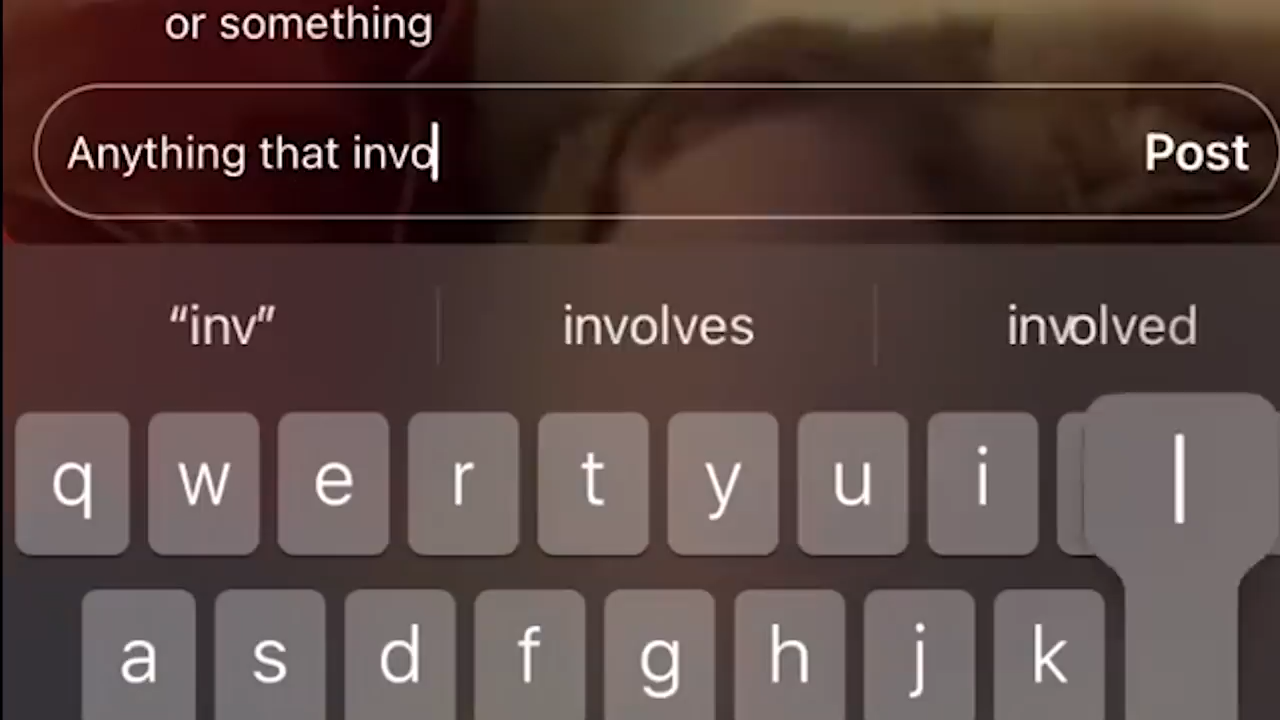 or something
Anything that invo
Post
“inv”
involves
involved
q w e r t y u i
l
a s d f g h j k